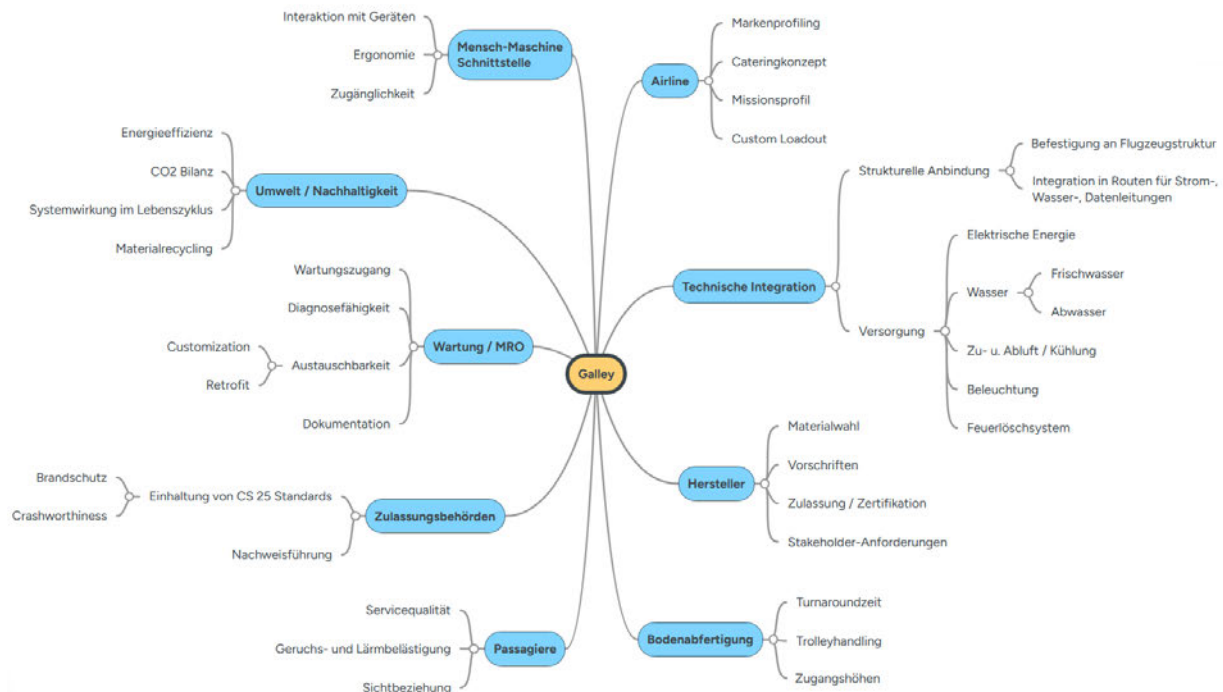 Interaktion mit Geräten
Ergonomie
Zugänglichkeit
Mensch-Maschine
Schnittstelle
Energieeffizienz
CO2 Bilanz
Systemwirkung im Lebenszyklus
Materialrecycling
Umwelt / Nachhaltigkeit
Wartungszugang
Diagnosefähigkeit
Customization
Retrofit
Austauschbarkeit
Dokumentation
Wartung / MRO
Brandschutz
Crashworthiness
Einhaltung von CS 25 Standards
Nachweisführung
Zulassungsbehörden
Servicequalität
Geruchs- und Lärmbelästigung
Sichtbeziehung
Passagiere
Galley
Airline
Markenprofiling
Cateringkonzept
Missionsprofil
Custom Loadout
Technische Integration
Strukturelle Anbindung
Befestigung an Flugzeugstruktur
Integration in Routen für Strom-,
Wasser-, Datenleitungen
Versorgung
Elektrische Energie
Wasser
Frischwasser
Abwasser
Zu- u. Abluft / Kühlung
Beleuchtung
Feuerlöschsystem
Hersteller
Materialwahl
Vorschriften
Zulassung / Zertifikation
Stakeholder-Anforderungen
Bodenabfertigung
Turnaroundzeit
Trolleyhandling
Zugangshöhen